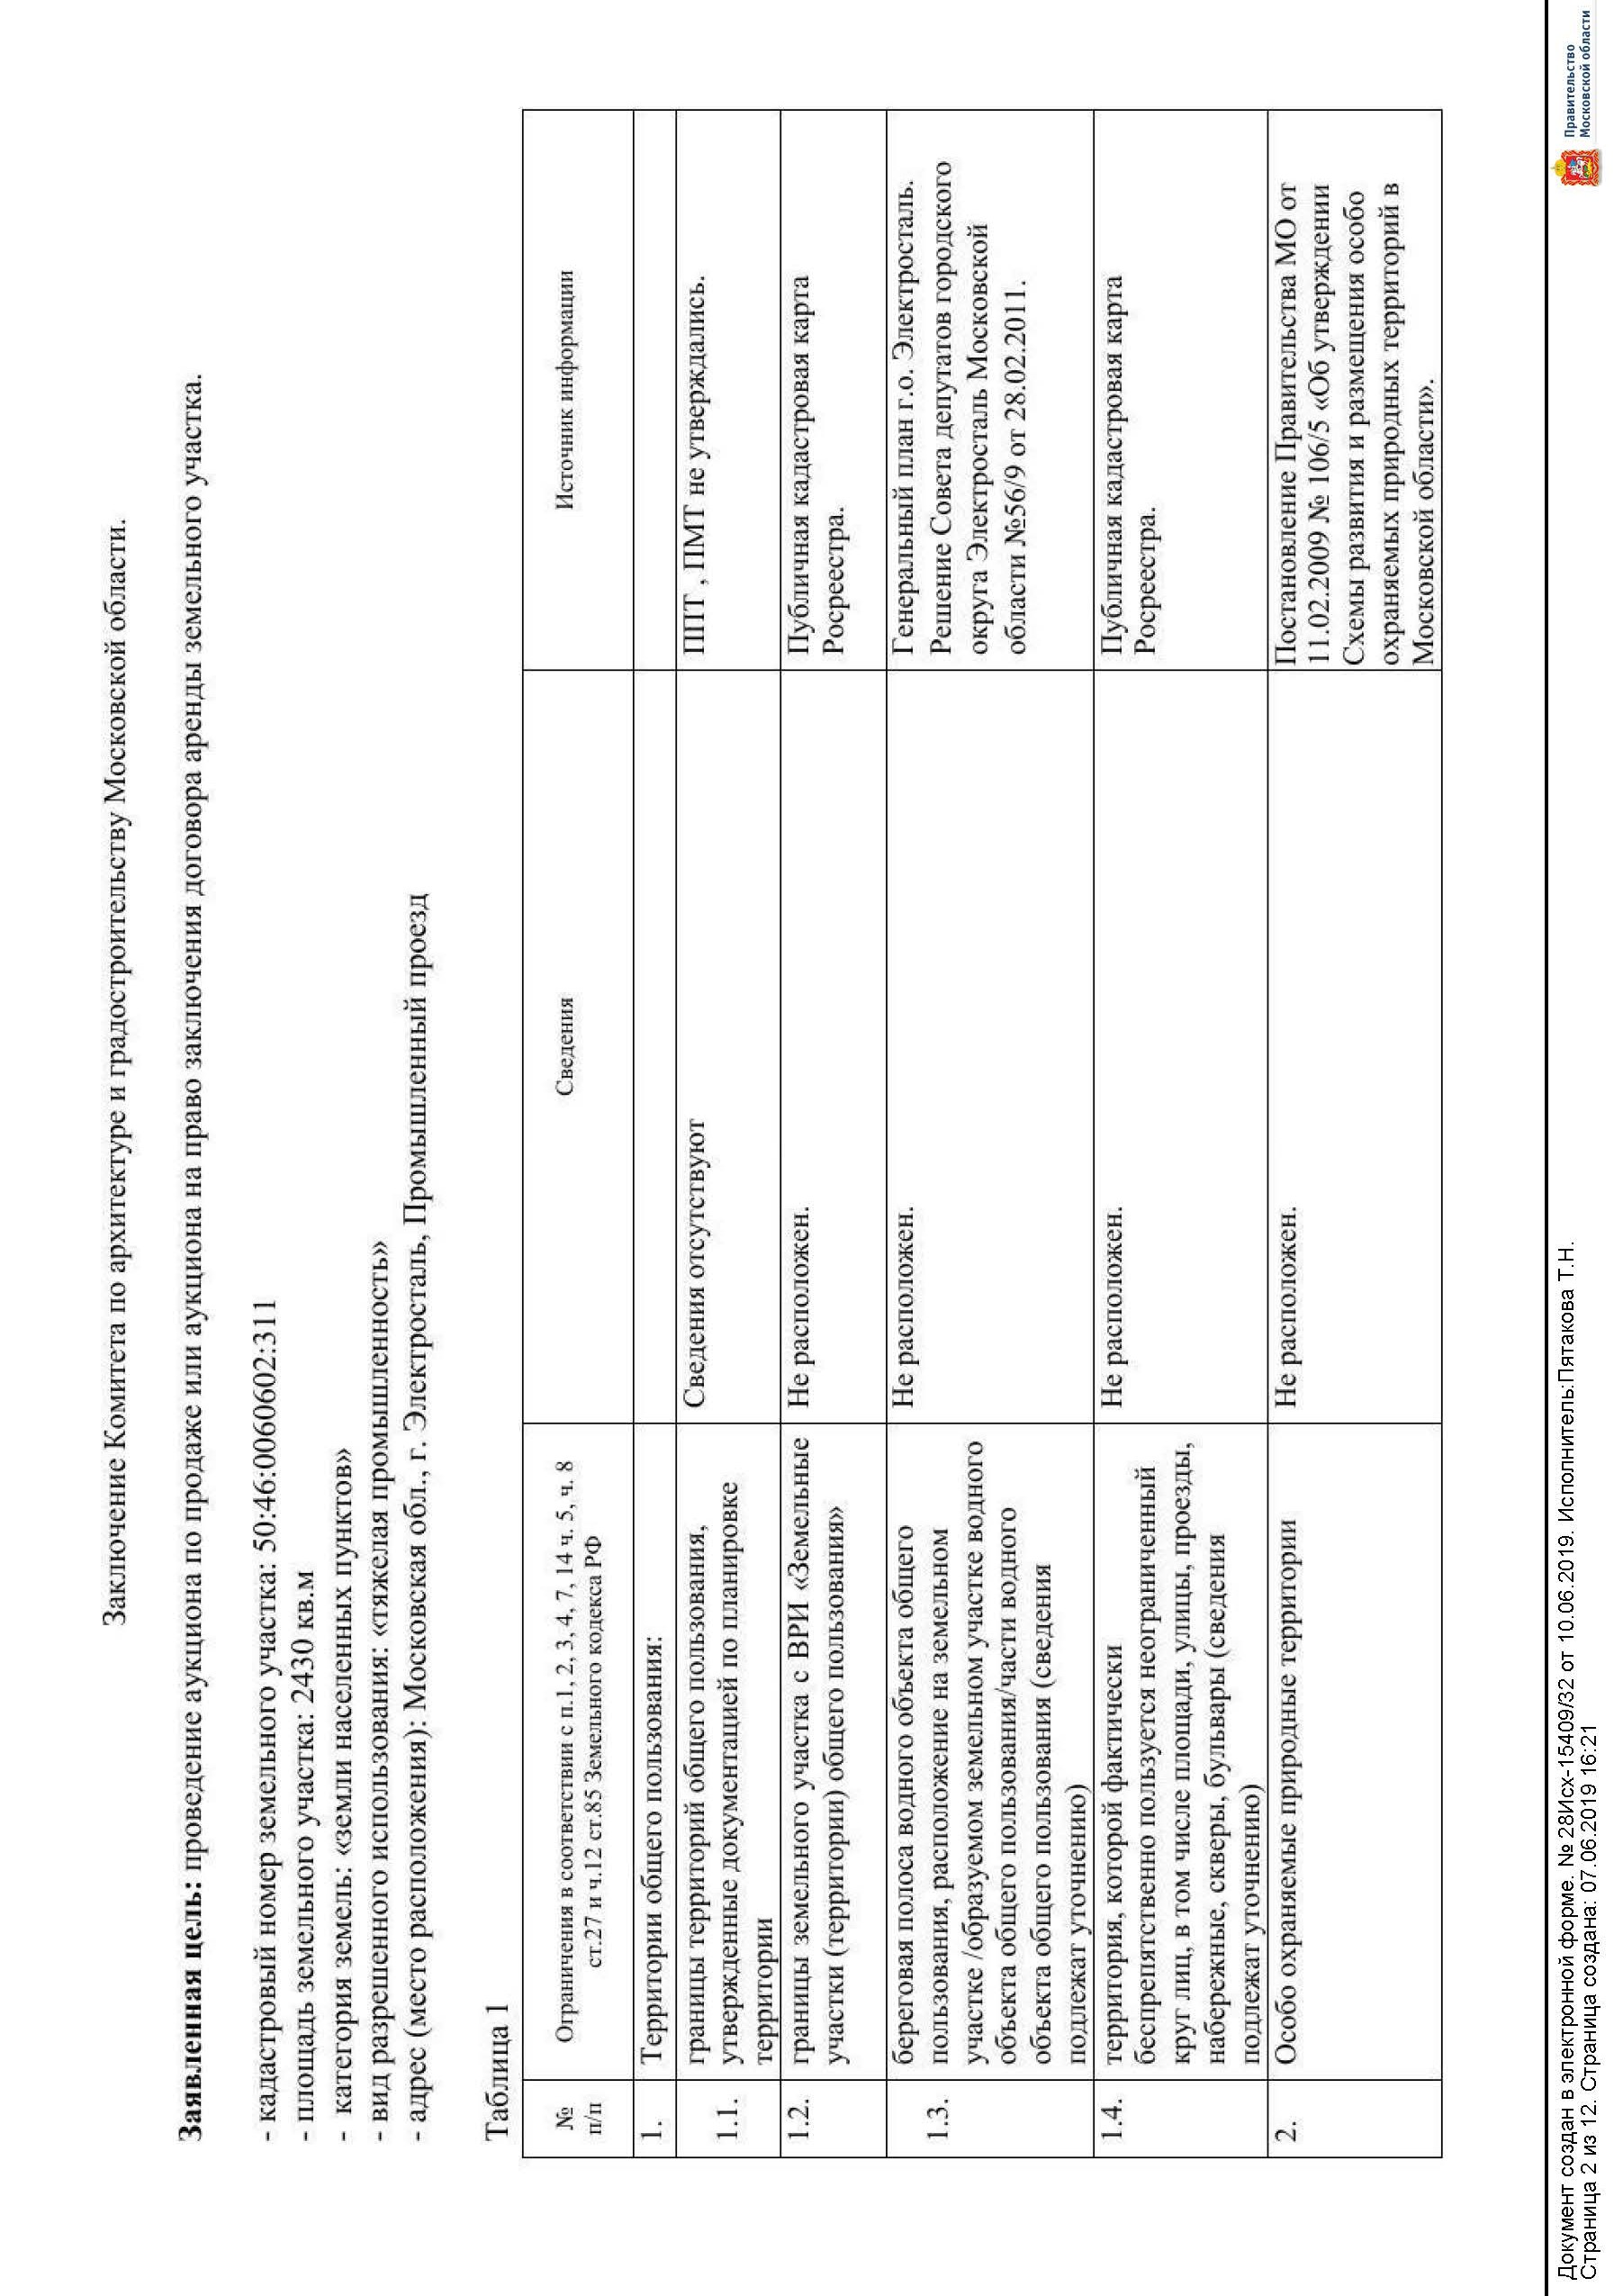 Заключение Комитета по архитектуре и градостроительству Московской области.
Заявленная цель: проведение аукциона по продаже или аукциона на право заключения договора аренды земельного участка.
- кадастровый номер земельного участка: 50:46:0060602:311
- площадь земельного участка: 2430 кв.м
- категория земель: «земли населенных пунктов»
- вид разрешенного использования: «тяжелая промышленность»
- адрес (место расположения): Московская обл., г. Электросталь, Промышленный проезд
Таблица 1
№
п/п
Ограничения в соответствии с п.1, 2, 3, 4, 7, 14 ч. 5, ч. 8
ст.27 и ч.12 ст.85 Земельного кодекса РФ
Сведения
Источник информации
1.
Территории общего пользования:
1.1.
границы территорий общего пользования,
утвержденные документацией по планировке
территории
Сведения отсутствуют
ППТ , ПМТ не утверждались.
1.2.
границы земельного участка с ВРИ «Земельные
участки (территории) общего пользования»
Не расположен.
Публичная кадастровая карта
Росреестра.
1.3.
береговая полоса водного объекта общего
пользования, расположение на земельном
участке /образуемом земельном участке водного
объекта общего пользования/части водного
объекта общего пользования (сведения
подлежат уточнению)
Не расположен.
Генеральный план г.о. Электросталь.
Решение Совета депутатов городского
округа Электросталь Московской
области №56/9 от 28.02.2011.
1.4.
территория, которой фактически
беспрепятственно пользуется неограниченный
круг лиц, в том числе площади, улицы, проезды,
набережные, скверы, бульвары (сведения
подлежат уточнению)
Не расположен.
Публичная кадастровая карта
Росреестра.
2.
Особо охраняемые природные территории
Не расположен.
Постановление Правительства МО от
11.02.2009 № 106/5 «Об утверждении
Схемы развития и размещения особо
охраняемых природных территорий в
Московской области».
Документ создан в электронной форме. № 28Исх-15409/32 от 10.06.2019. Исполнитель:Пятакова Т.Н.
Страница 2 из 12. Страница создана: 07.06.2019 16:21
Правительство
Московской области